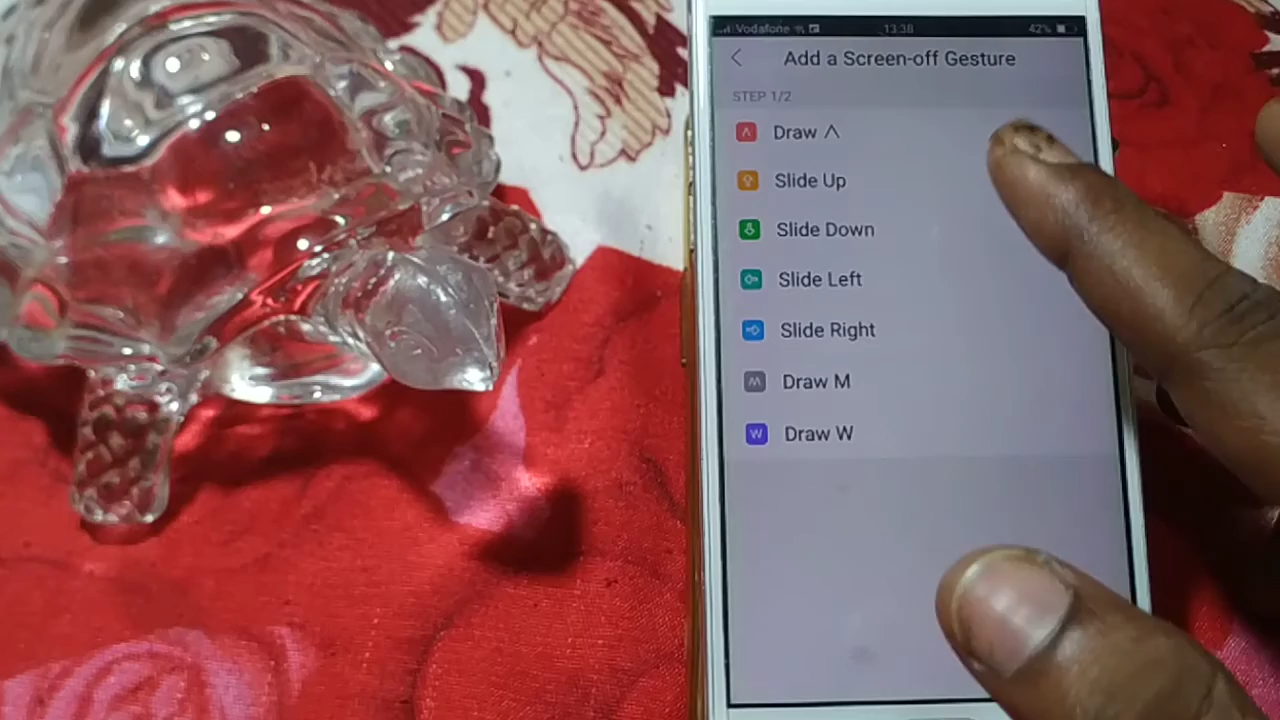 Vodafone 13:38 42%
Add a Screen-off Gesture
STEP 1/2
Draw Λ
Slide Up
Slide Down
Slide Left
Slide Right
Draw M
Draw W